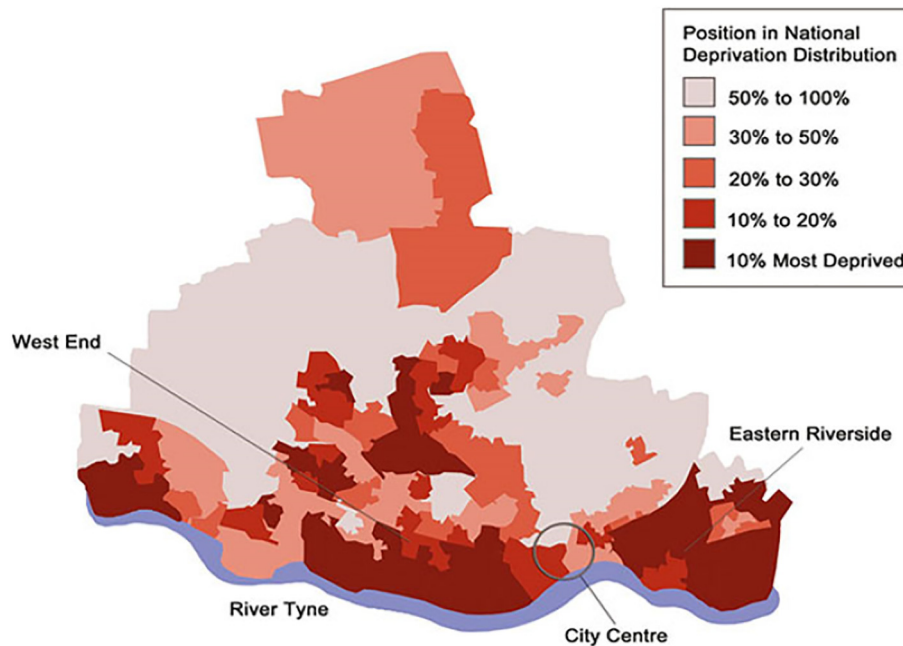 Position in National
Deprivation Distribution
50% to 100%
30% to 50%
20% to 30%
10% to 20%
10% Most Deprived
West End
Eastern Riverside
River Tyne
City Centre